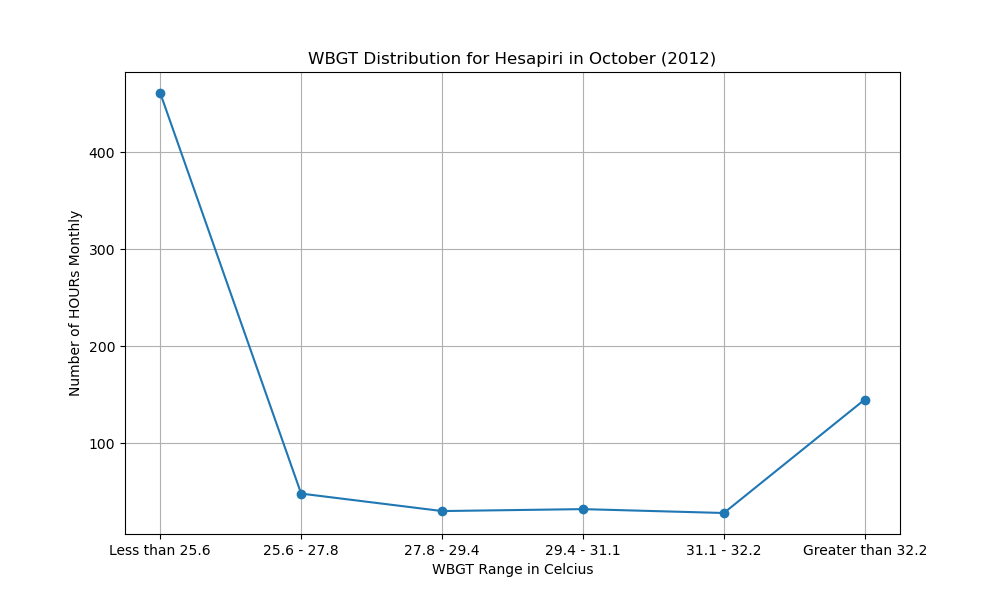 WBGT Distribution for Hesapiri in October (2012)
Number of HOURs Monthly
400
300
200
100
Less than 25.6
25.6 - 27.8
27.8 - 29.4
29.4 - 31.1
31.1 - 32.2
Greater than 32.2
WBGT Range in Celcius